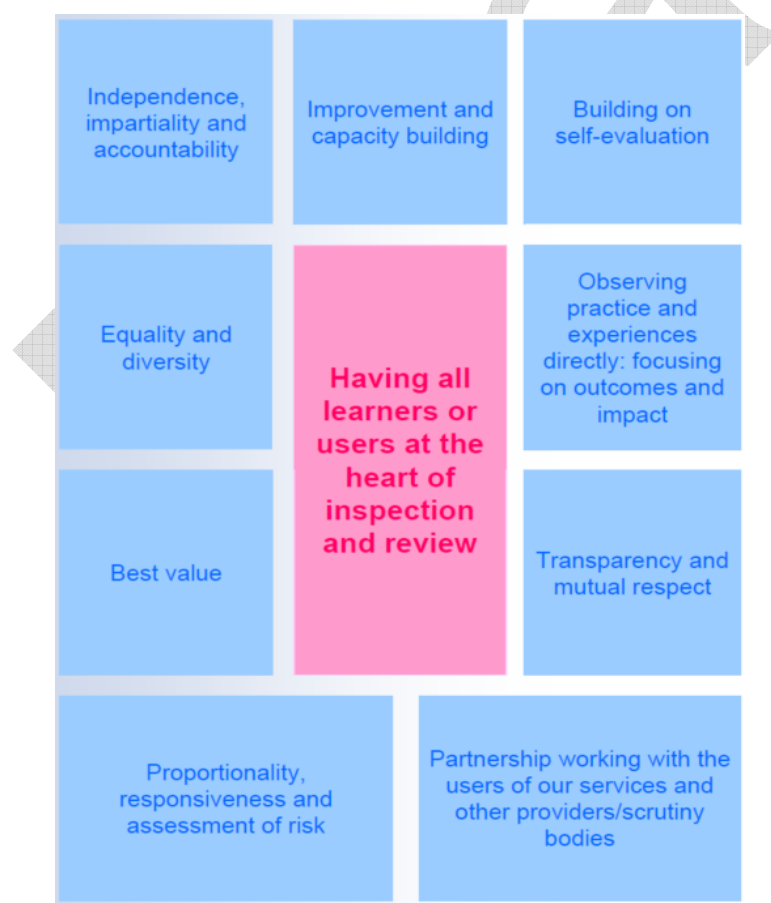 Independence,
impartiality and
accountability
Improvement and
capacity building
Building on
self-evaluation
Equality and
diversity
Having all
learners or
users at the
heart of
inspection
and review
Observing
practice and
experiences
directly: focusing
on outcomes and
impact
Best value
Transparency and
mutual respect
Proportionality,
responsiveness and
assessment of risk
Partnership working with the
users of our services and
other providers/scrutiny
bodies